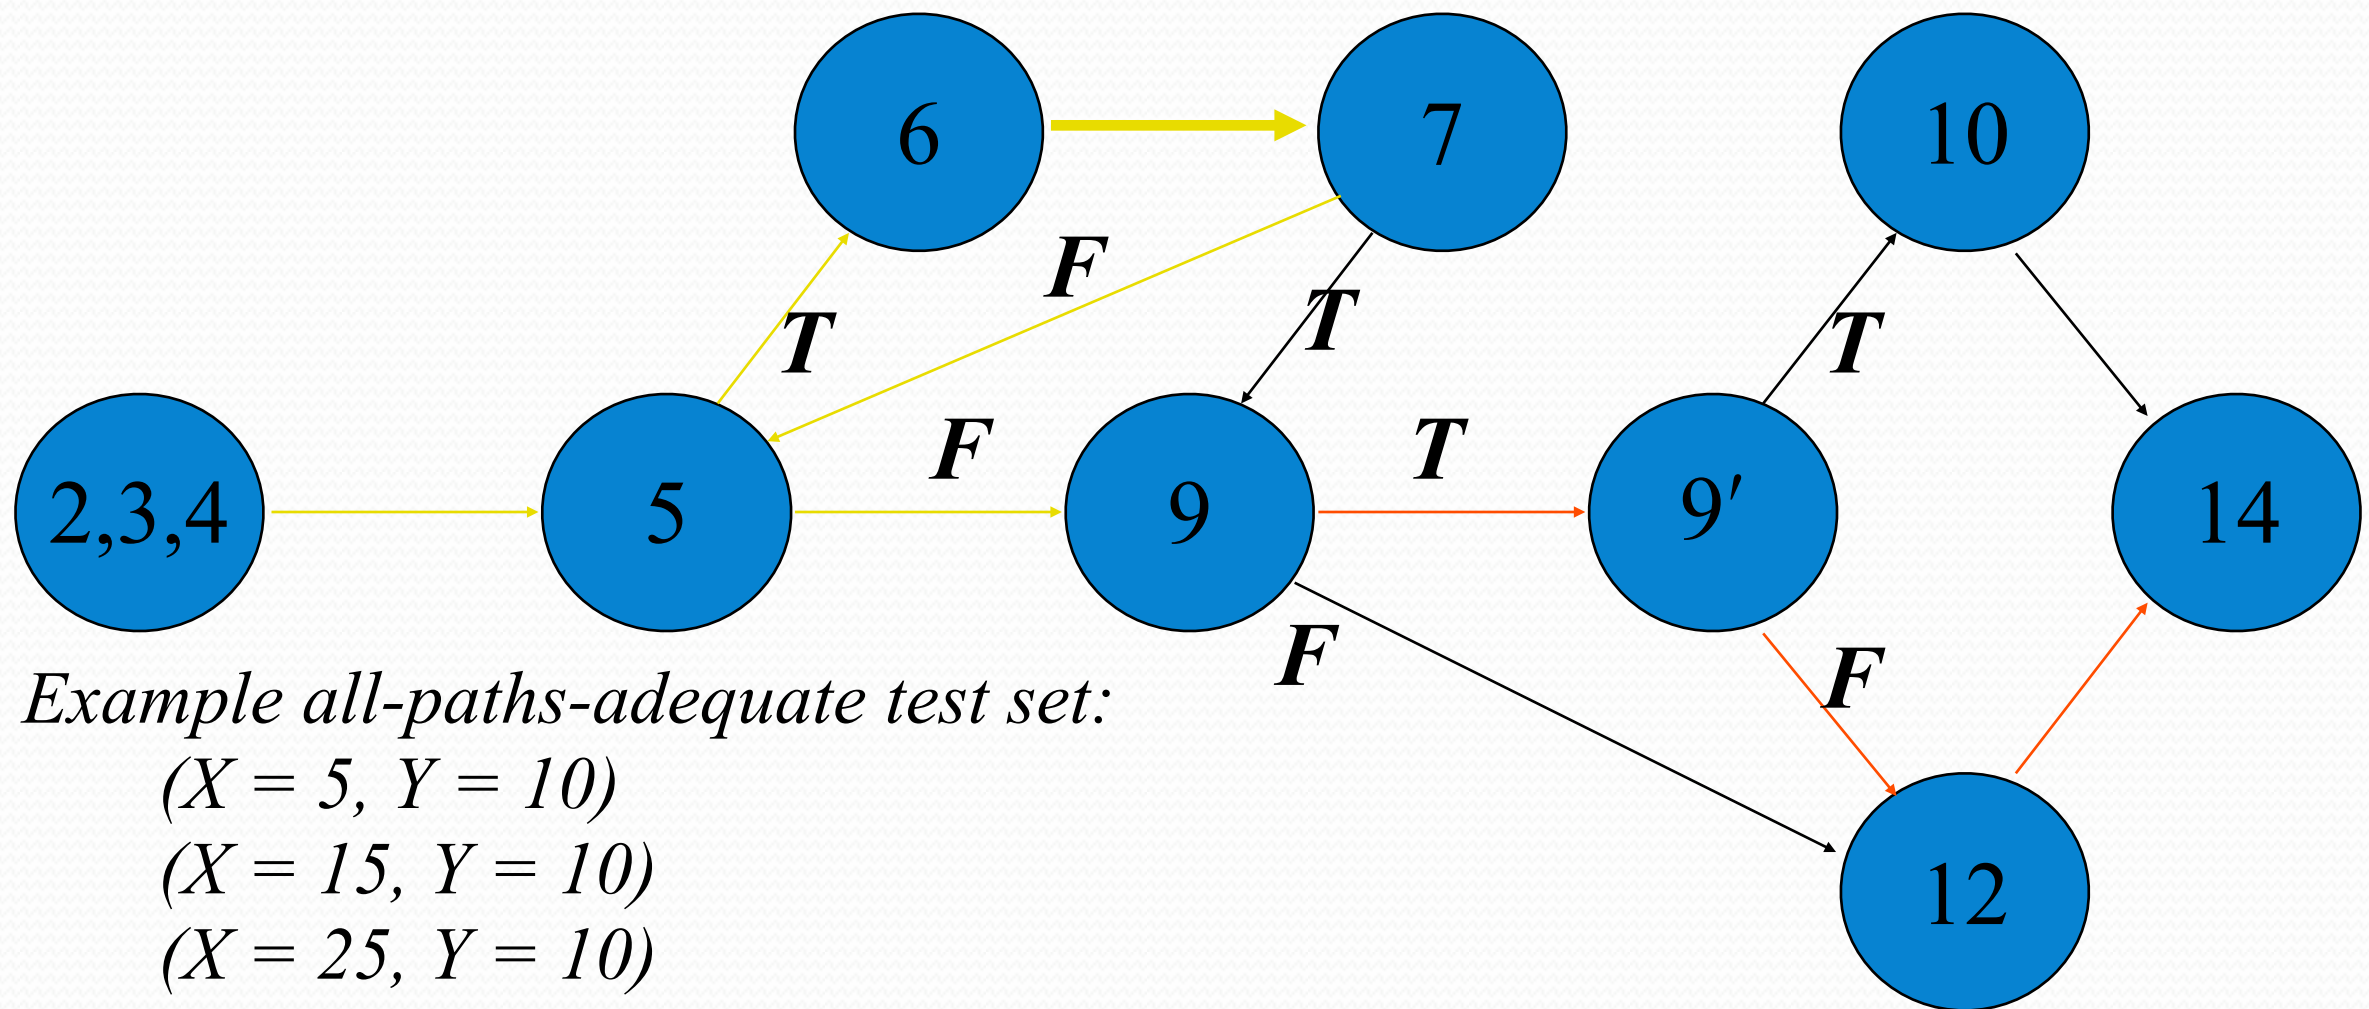 6
7
10
F
T
T
T
F
T
2,3,4
5
9
9′
14
F
F
Example all-paths-adequate test set:
(X = 5, Y = 10)
(X = 15, Y = 10)
(X = 25, Y = 10)
12